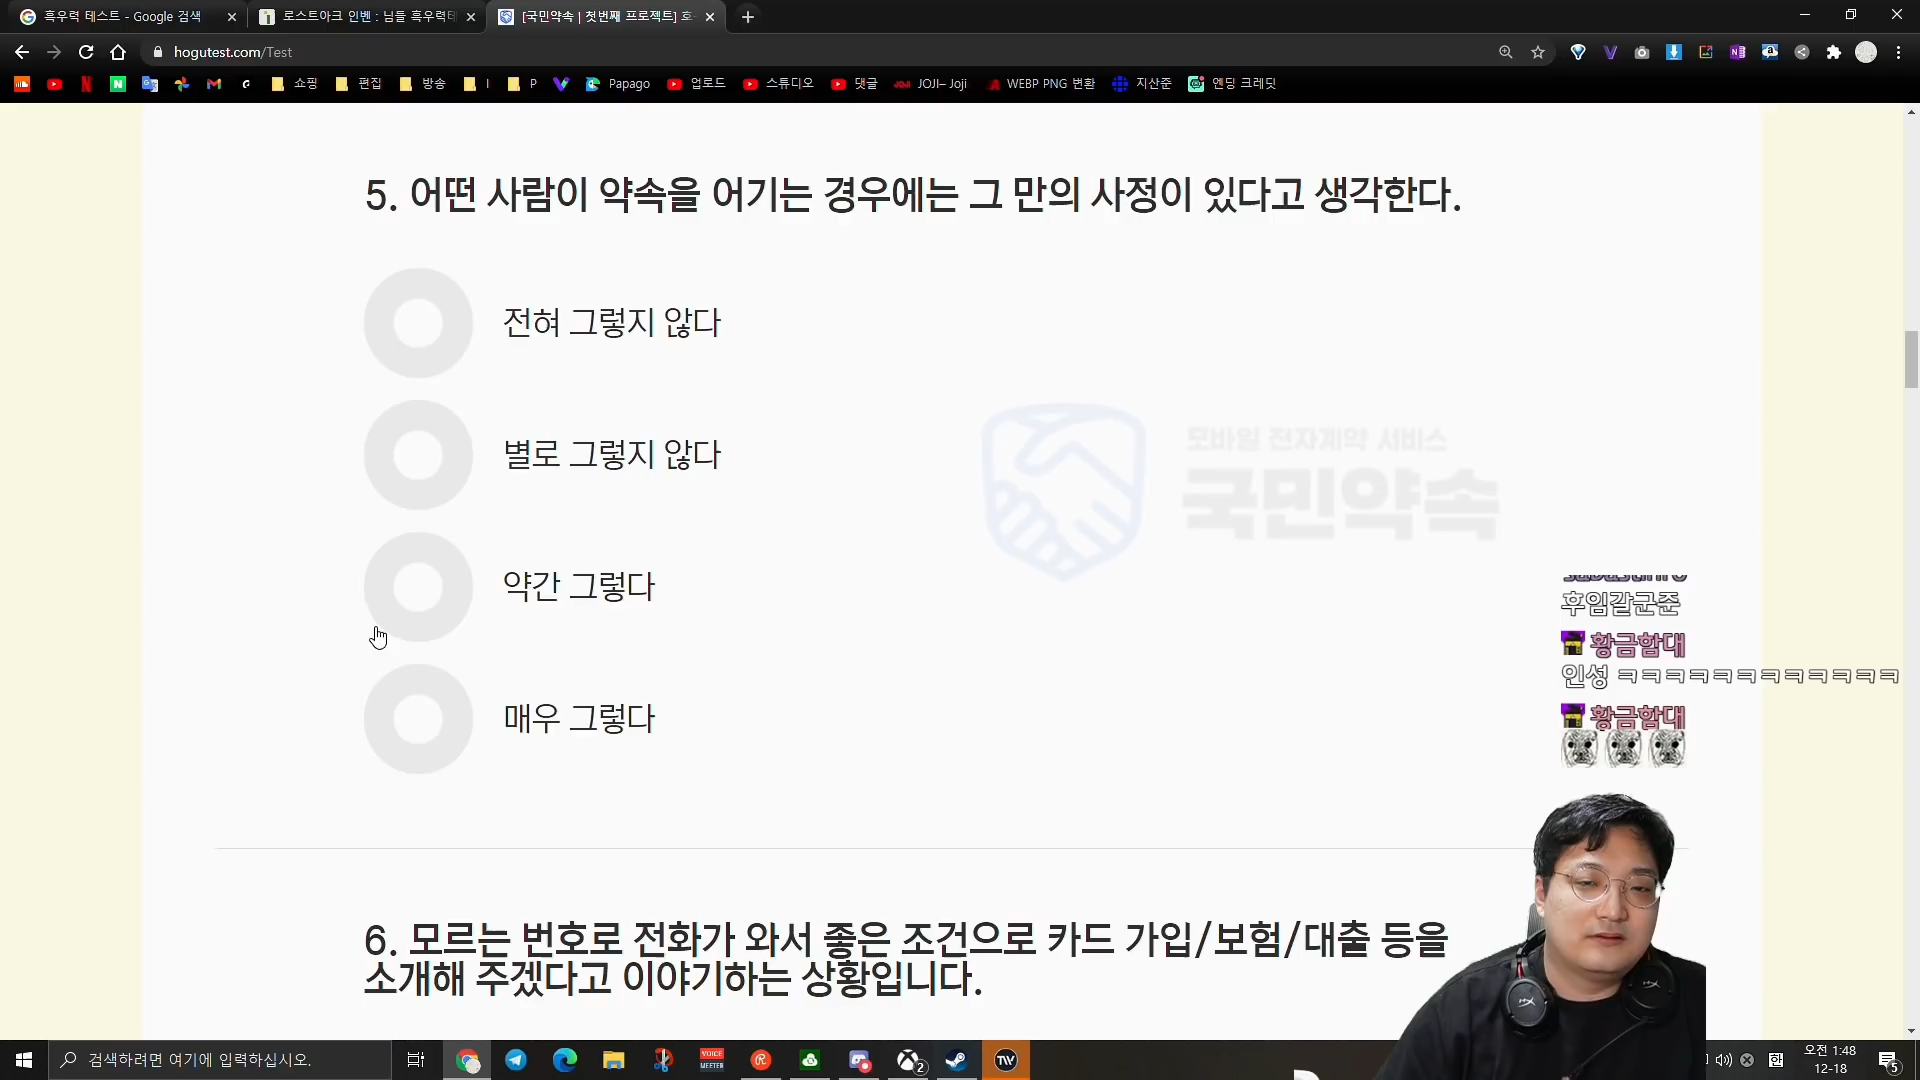 흑우력 테스트 - Google 검색
로스트아크 인벤 : 님들 흑우력테
[국민약속 | 첫번째 프로젝트] 호
hogutest.com/Test
쇼핑
편집
방송
I
P
Papago
업로드
스튜디오
댓글
JOJI– Joji
WEBP PNG 변환
지산준
엔딩 크레딧
5. 어떤 사람이 약속을 어기는 경우에는 그 만의 사정이 있다고 생각한다.
전혀 그렇지 않다
별로 그렇지 않다
약간 그렇다
매우 그렇다
모바일 전자계약 서비스
국민약속
후임갈군준
황금함대
인성 ㅋㅋㅋㅋㅋㅋㅋㅋㅋㅋㅋㅋ
황금함대
6. 모르는 번호로 전화가 와서 좋은 조건으로 카드 가입/보험/대출 등을
소개해 주겠다고 이야기하는 상황입니다.
검색하려면 여기에 입력하십시오.
VOICE
MEETER
2
한
오전 1:48
12-18
5